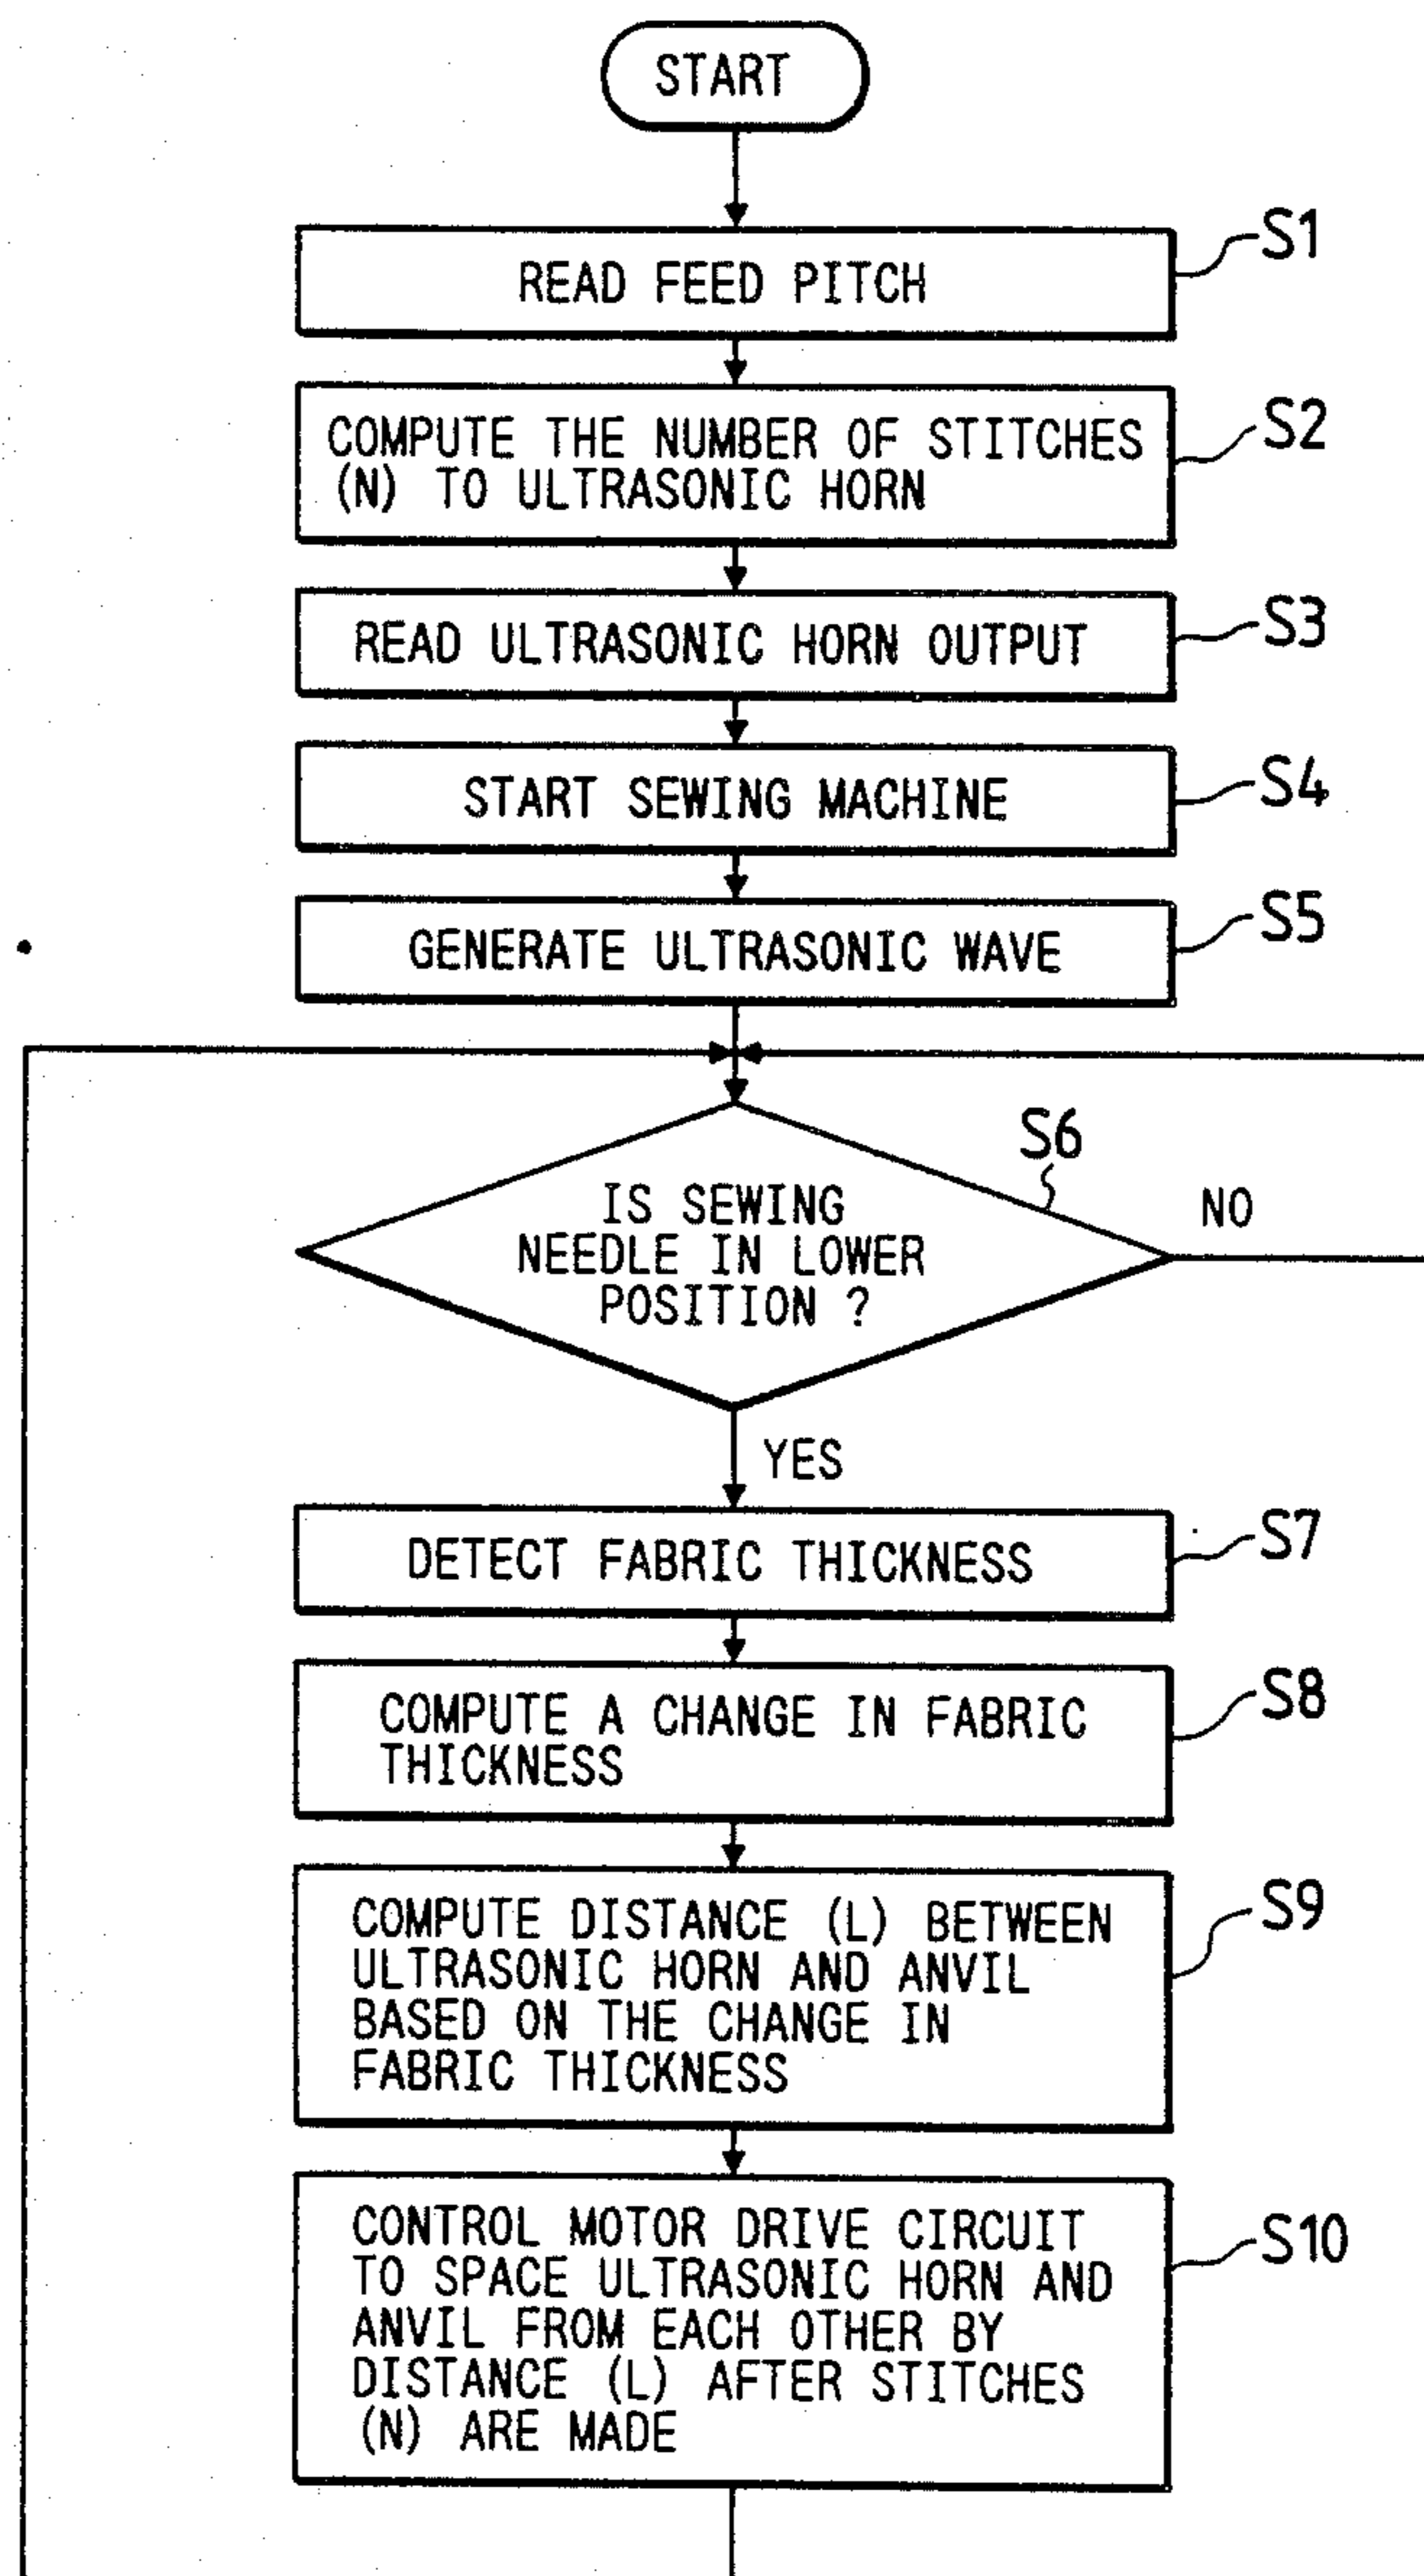 START
S1
READ FEED PITCH
S2
COMPUTE THE NUMBER OF STITCHES
(N) TO ULTRASONIC HORN
S3
READ ULTRASONIC HORN OUTPUT
S4
START SEWING MACHINE
S5
GENERATE ULTRASONIC WAVE
S6
IS SEWING
NEEDLE IN LOWER
POSITION ?
NO
YES
S7
DETECT FABRIC THICKNESS
S8
COMPUTE A CHANGE IN FABRIC
THICKNESS
S9
COMPUTE DISTANCE (L) BETWEEN
ULTRASONIC HORN AND ANVIL
BASED ON THE CHANGE IN
FABRIC THICKNESS
S10
CONTROL MOTOR DRIVE CIRCUIT
TO SPACE ULTRASONIC HORN AND
ANVIL FROM EACH OTHER BY
DISTANCE (L) AFTER STITCHES
(N) ARE MADE